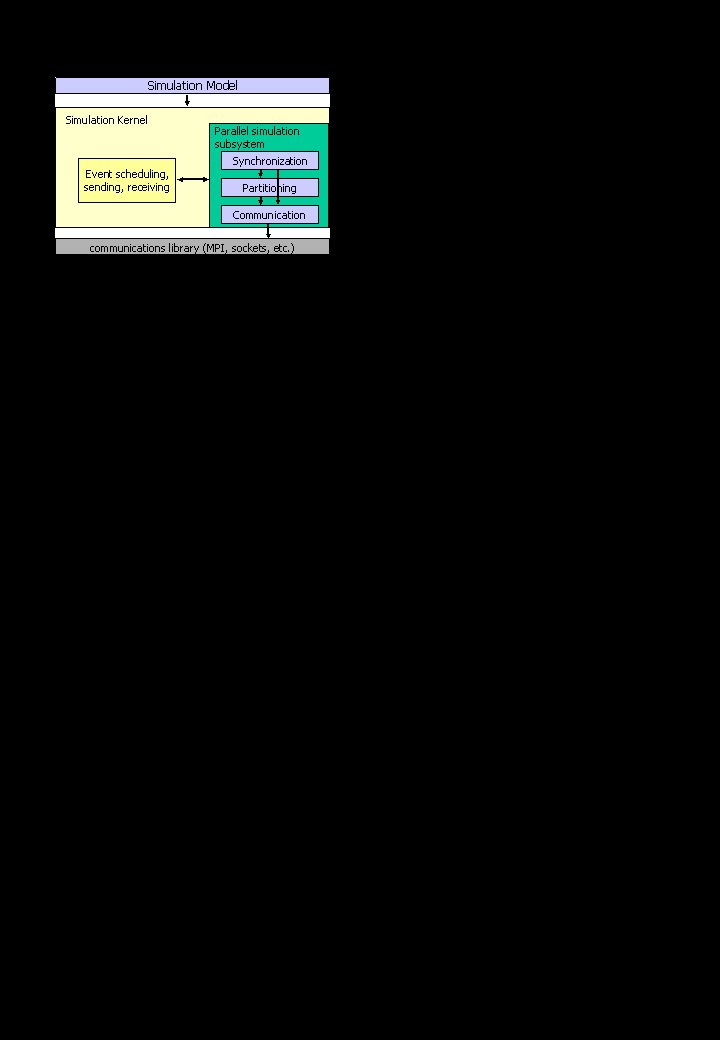 Simulation Model
Simulation Kernel
Parallel simulation
subsystem
Event scheduling,
sending, receiving
Synchronization
Partitioning
Communication
communications library (MPI, sockets, etc.)